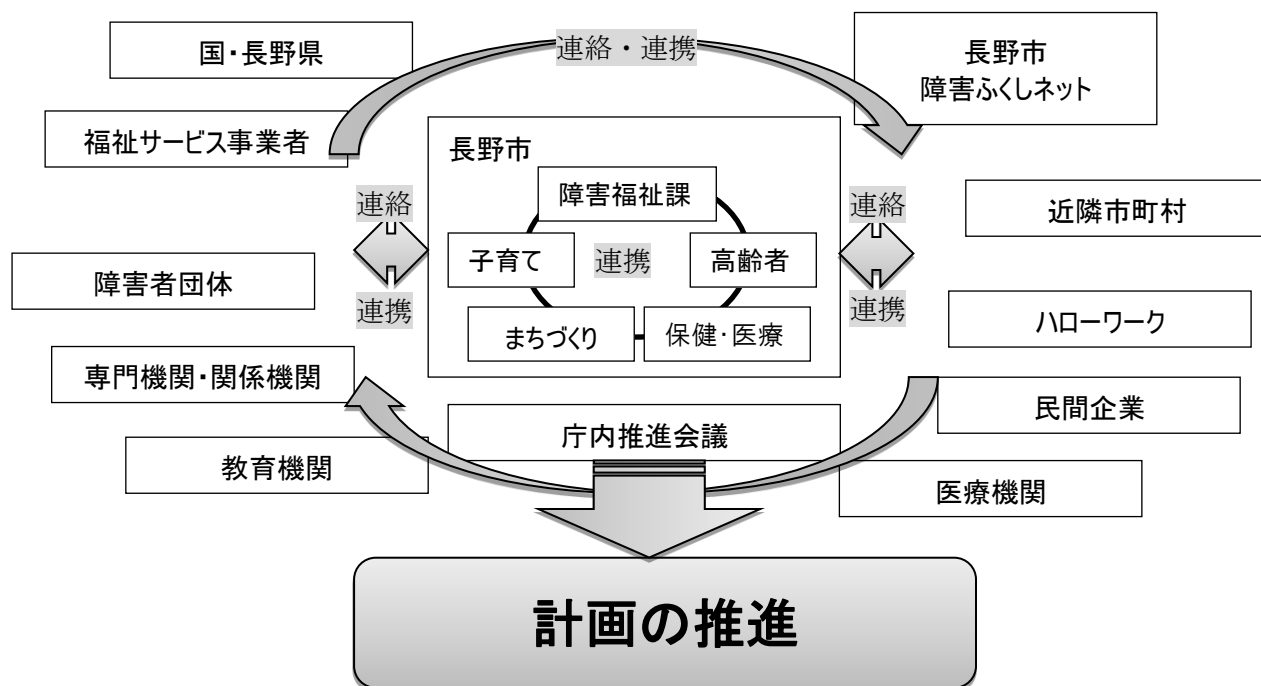 国・長野県
連絡・連携
長野市
障害ふくしネット
福祉サービス事業者
長野市
障害福祉課
連絡
連絡
近隣市町村
子育て
連携
高齢者
障害者団体
連携
連携
ハローワーク
まちづくり
保健・医療
専門機関・関係機関
民間企業
庁内推進会議
教育機関
医療機関
計画の推進